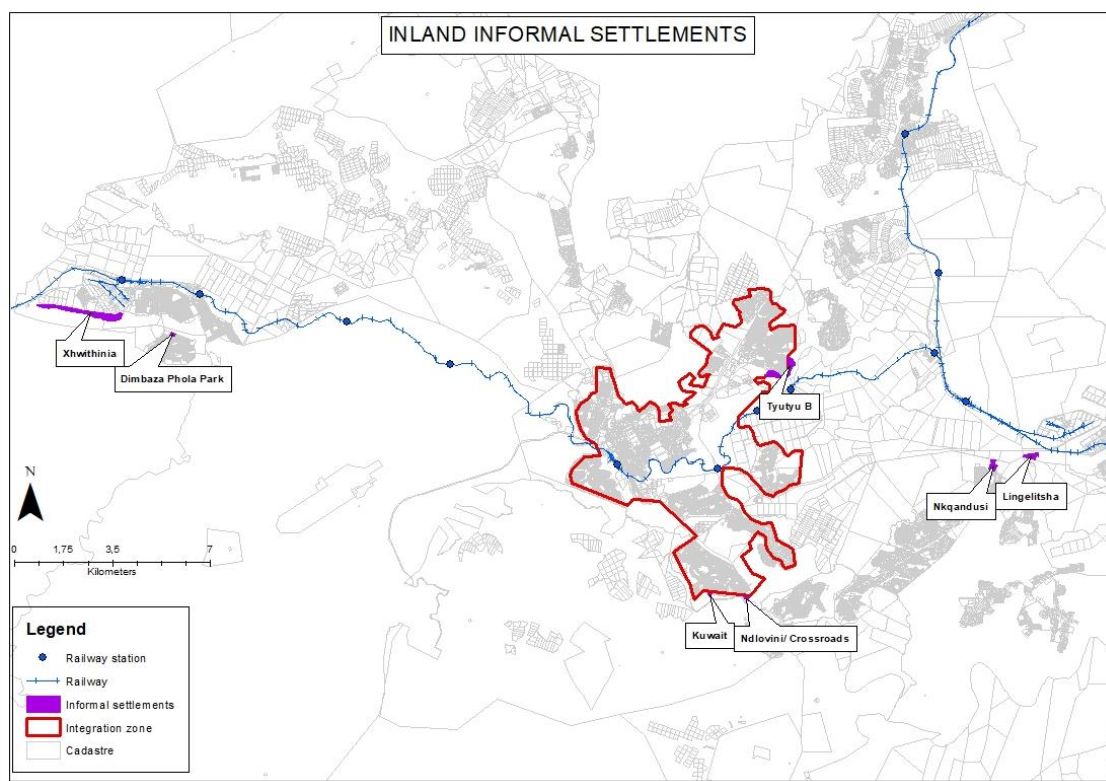 INLAND INFORMAL SETTLEMENTS
Xhwithinia
Dimbaza Phola Park
Tyutyu B
Nkqandusi
Lingelitsha
Kuwait
Ndlovini/ Crossroads
N
0 1,75 3,5 7
Kilometers
Legend
Railway station
Railway
Informal settlements
Integration zone
Cadastre